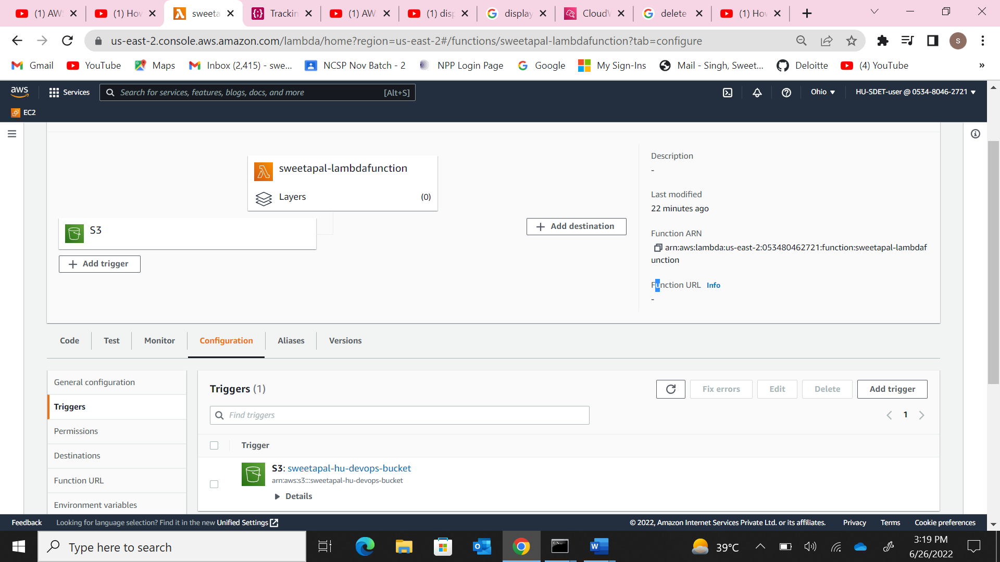 (1) AW
(1) Hov
sweeta
Trackin
(1) AW
(1) disp
display
CloudW
delete
(1) Hov
us-east-2.console.aws.amazon.com/lambda/home?region=us-east-2#/functions/sweetapal-lambdafunction?tab=configure
S
Gmail
YouTube
Maps
Inbox (2,415) - swe...
NCSP Nov Batch - 2
NPP Login Page
Google
My Sign-Ins
Mail - Singh, Sweet...
Deloitte
(4) YouTube
»
aws
Services
Search for services, features, blogs, docs, and more
[Alt+S]
Ohio
HU-SDET-user @ 0534-8046-2721
EC2
sweetapal-lambdafunction
Layers
(0)
S3
+ Add trigger
+ Add destination
Description
-
Last modified
22 minutes ago
Function ARN
arn:aws:lambda:us-east-2:053480462721:function:sweetapal-lambdaf
unction
Function URL Info
-
Code
Test
Monitor
Configuration
Aliases
Versions
General configuration
Triggers
Permissions
Destinations
Function URL
Environment variables
Triggers (1)
Fix errors
Edit
Delete
Add trigger
Find triggers
1
Trigger
S3: sweetapal-hu-devops-bucket
arn:aws:s3:::sweetapal-hu-devops-bucket
Details
Feedback
Looking for language selection? Find it in the new Unified Settings
© 2022, Amazon Internet Services Private Ltd. or its affiliates.
Privacy
Terms
Cookie preferences
Type here to search
39°C
3:19 PM
6/26/2022